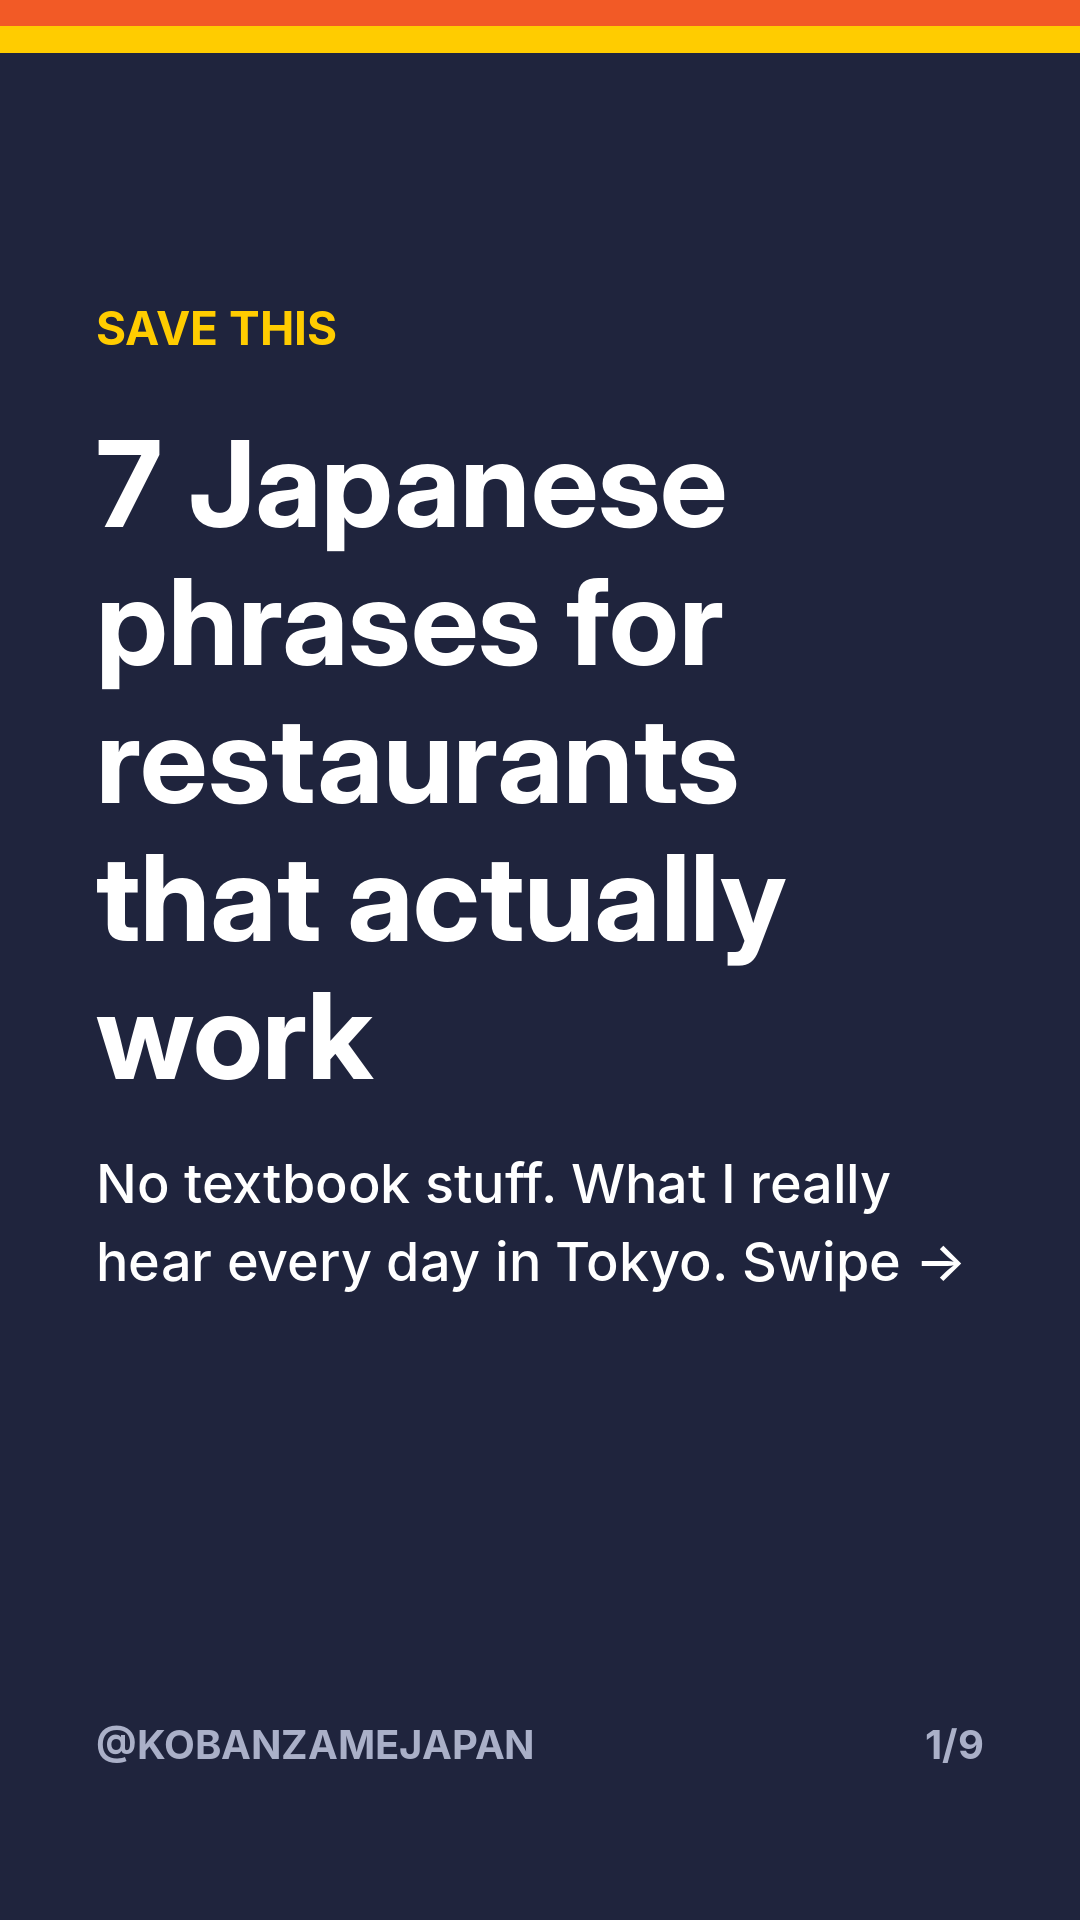 SAVE THIS
7 Japanese
phrases for
restaurants
that actually
work
No textbook stuff. What I really
hear every day in Tokyo. Swipe →
@KOBANZAMEJAPAN
1/9